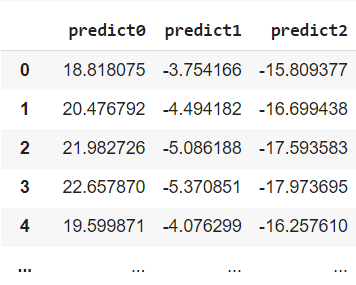 predict0 predict1 predict2
0 18.818075 -3.754166 -15.809377
1 20.476792 -4.494182 -16.699438
2 21.982726 -5.086188 -17.593583
3 22.657870 -5.370851 -17.973695
4 19.599871 -4.076299 -16.257610
... ... ... ...